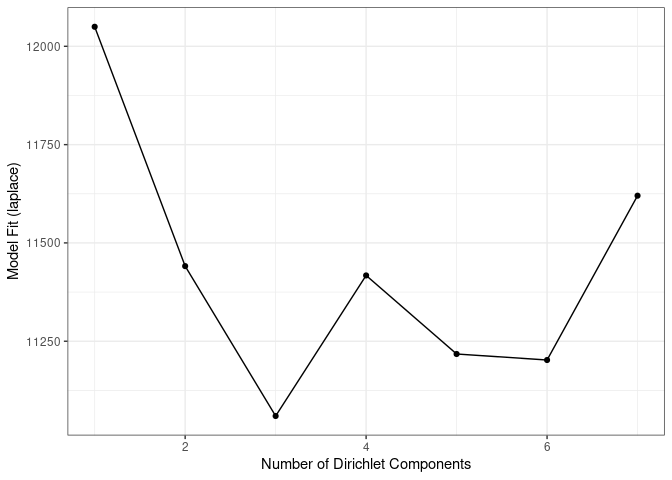 12000
11750
11500
11250
Model Fit (laplace)
2 4 6
Number of Dirichlet Components